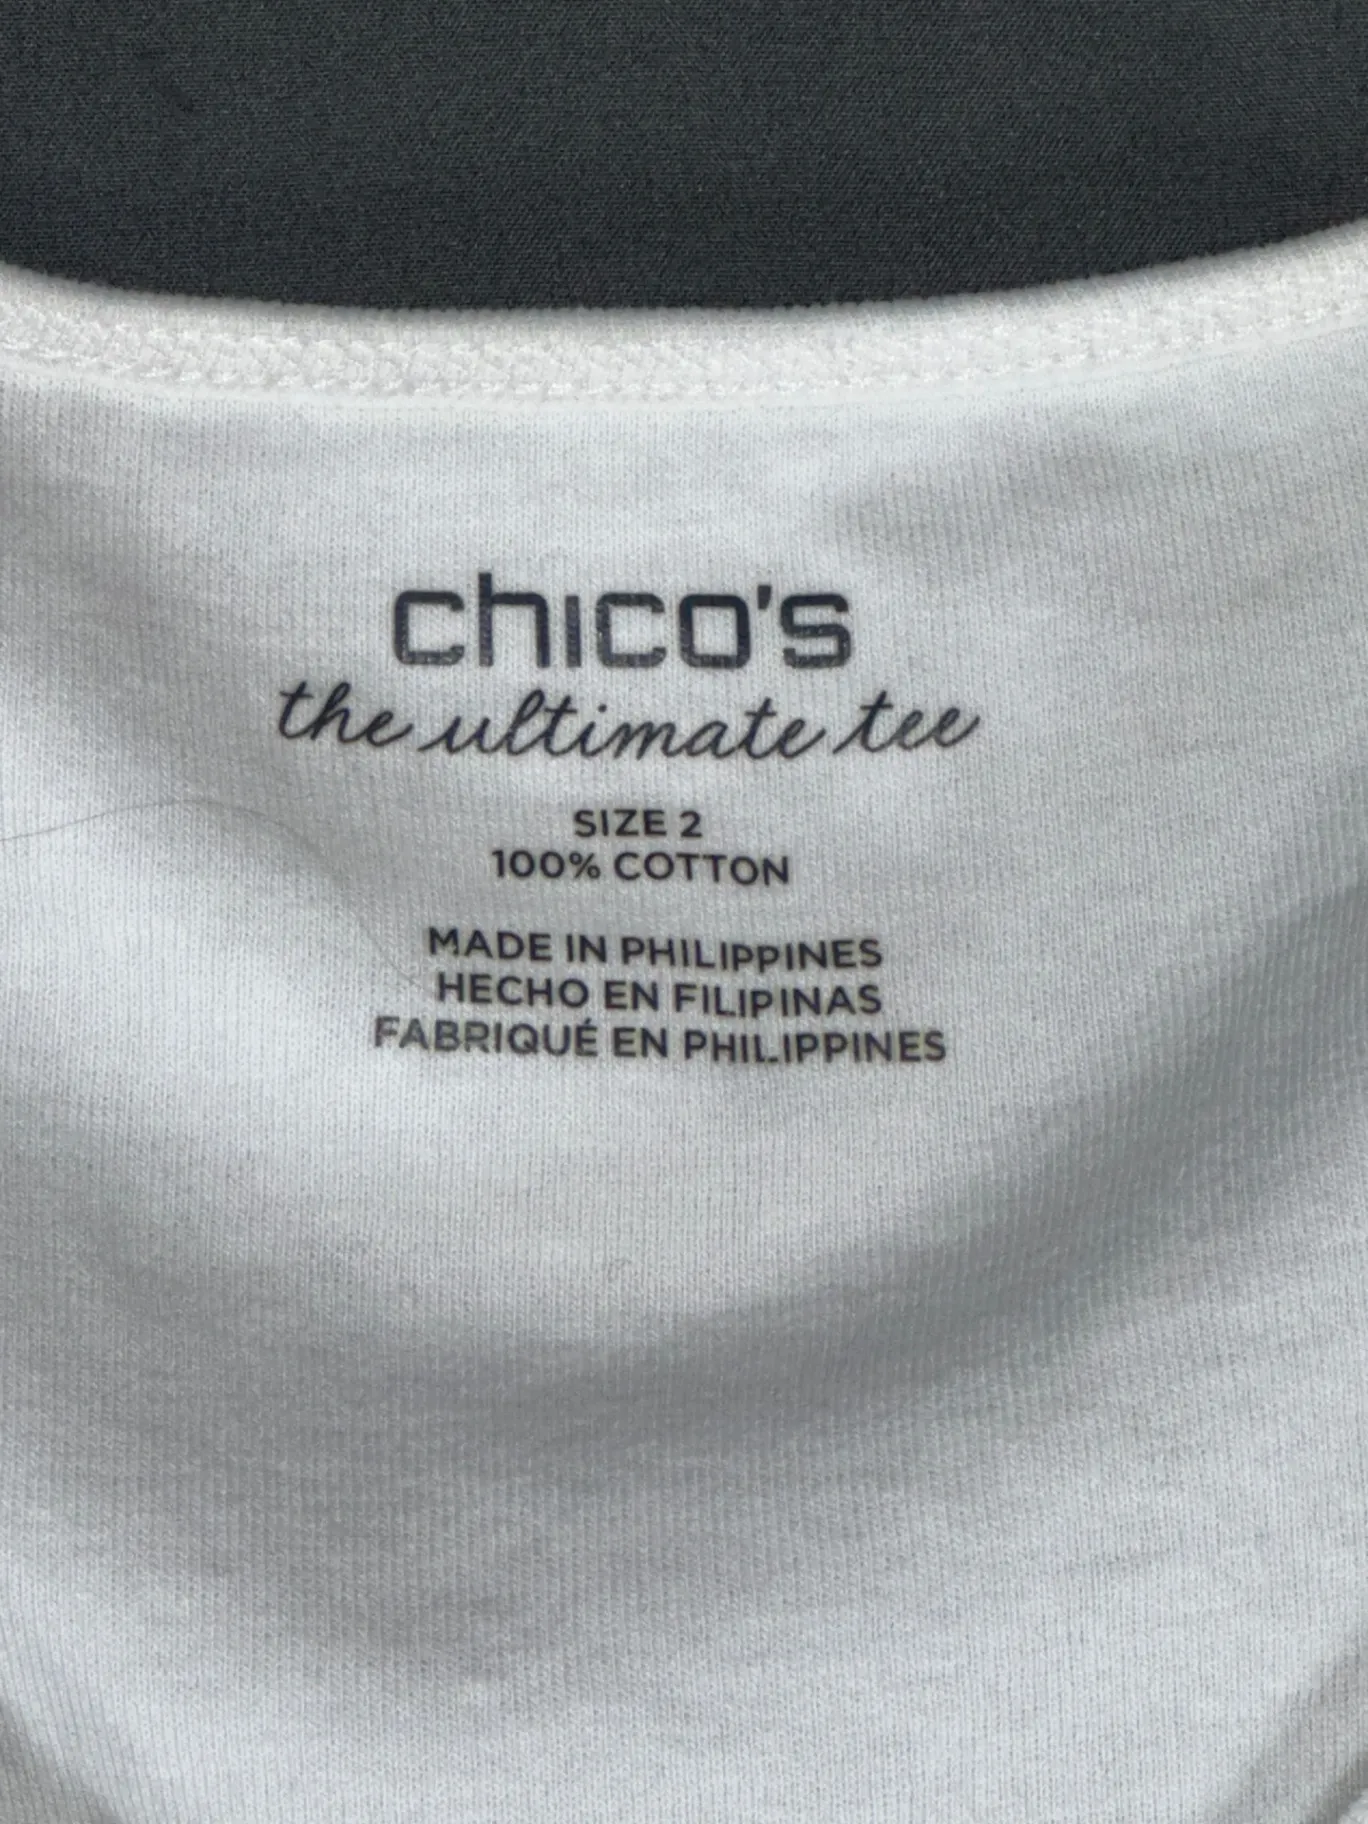 chico's
the ultimate tee
SIZE 2
100% COTTON
MADE IN PHILIPPINES
HECHO EN FILIPINAS
FABRIQUÉ EN PHILIPPINES